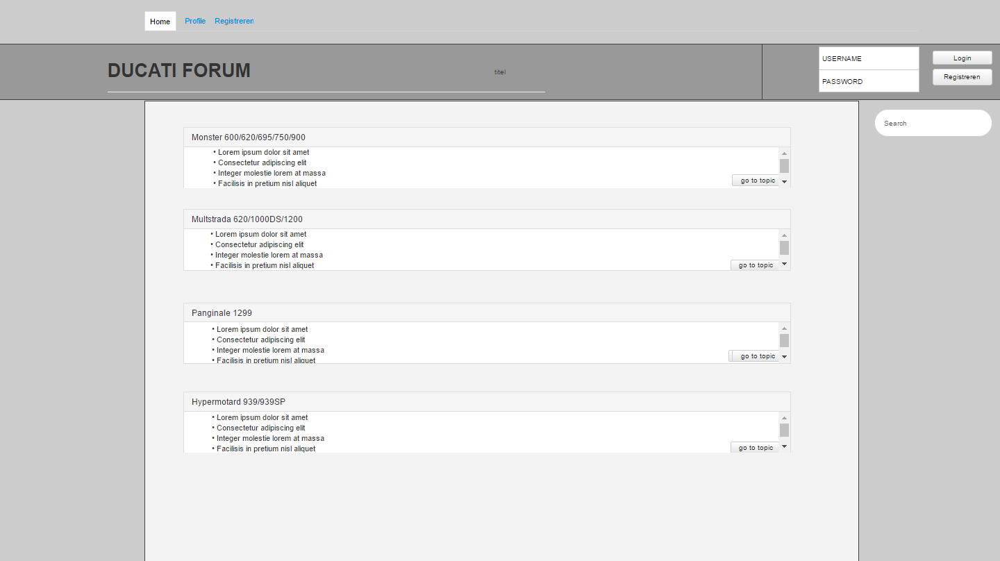 Home Profile Registreren
DUCATI FORUM
titel
USERNAME
PASSWORD
Login
Registreren
Search
Monster 600/620/695/750/900
• Lorem ipsum dolor sit amet
• Consectetur adipiscing elit
• Integer molestie lorem at massa
• Facilisis in pretium nisl aliquet
go to topic
Multstrada 620/1000DS/1200
• Lorem ipsum dolor sit amet
• Consectetur adipiscing elit
• Integer molestie lorem at massa
• Facilisis in pretium nisl aliquet
go to topic
Panginale 1299
• Lorem ipsum dolor sit amet
• Consectetur adipiscing elit
• Integer molestie lorem at massa
• Facilisis in pretium nisl aliquet
go to topic
Hypermotard 939/939SP
• Lorem ipsum dolor sit amet
• Consectetur adipiscing elit
• Integer molestie lorem at massa
• Facilisis in pretium nisl aliquet
go to topic